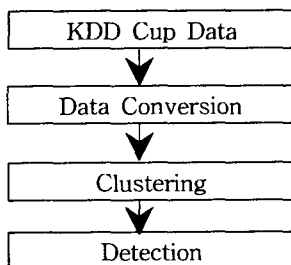 KDD Cup Data
Data Conversion
Clustering
Detection